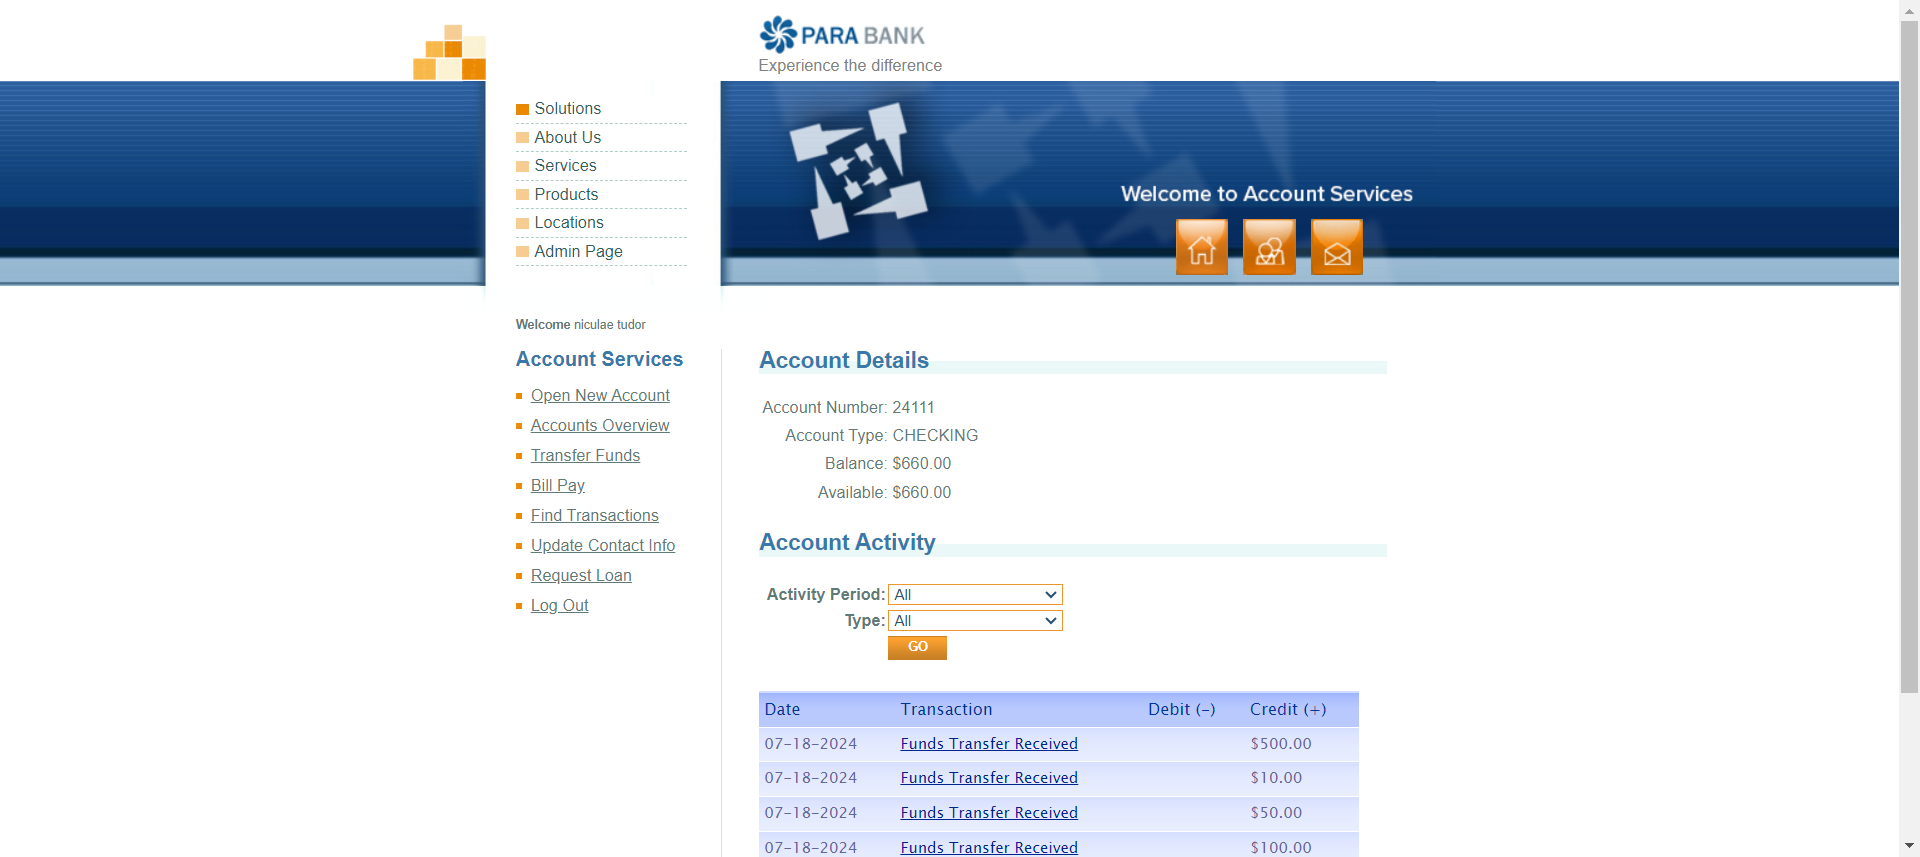 PARA BANK
Experience the difference
Solutions
About Us
Services
Products
Locations
Admin Page
Welcome to Account Services
Welcome niculae tudor
Account Services
Open New Account
Accounts Overview
Transfer Funds
Bill Pay
Find Transactions
Update Contact Info
Request Loan
Log Out
Account Details
Account Number: 24111
Account Type: CHECKING
Balance: $660.00
Available: $660.00
Account Activity
Activity Period: All
Type: All
GO
Date Transaction Debit (-) Credit (+)
07-18-2024 Funds Transfer Received $500.00
07-18-2024 Funds Transfer Received $10.00
07-18-2024 Funds Transfer Received $50.00
07-18-2024 Funds Transfer Received $100.00